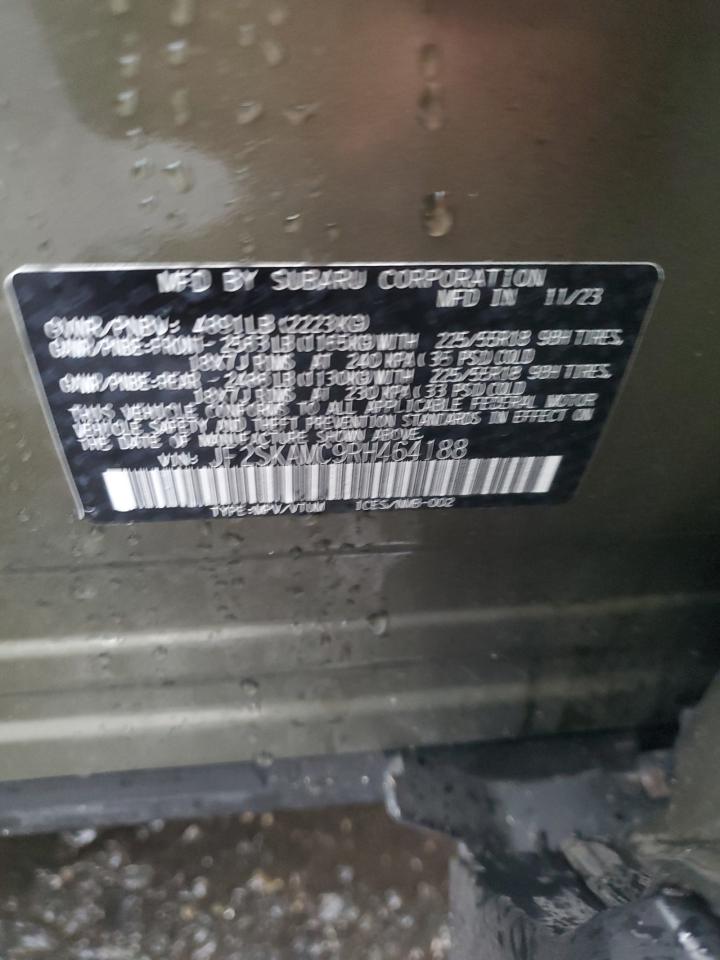 MFD BY SUBARU CORPORATION
MFD IN 11/23
GVWR/PNBV: 4891LB(2223KG)
GAWR/PNBE:FRONT- LB( KG)WITH 225/55R18 98H TIRES,
18X7J RIMS AT 240 KPA( 35 PSI)COLD
GAWR/PNBE:REAR - LB(1130KG)WITH 225/55R18 98H TIRES,
18X7J RIMS AT 230 KPA( 33 PSI)COLD
THIS VEHICLE CONFORMS TO ALL APPLICABLE FEDERAL MOTOR
VEHICLE SAFETY AND THEFT PREVENTION STANDARDS IN EFFECT ON
THE DATE OF MANUFACTURE SHOWN ABOVE.
VIN: JF2SKAMC9RH464188
TYPE:MPV/VTUM ICES/NMB-002